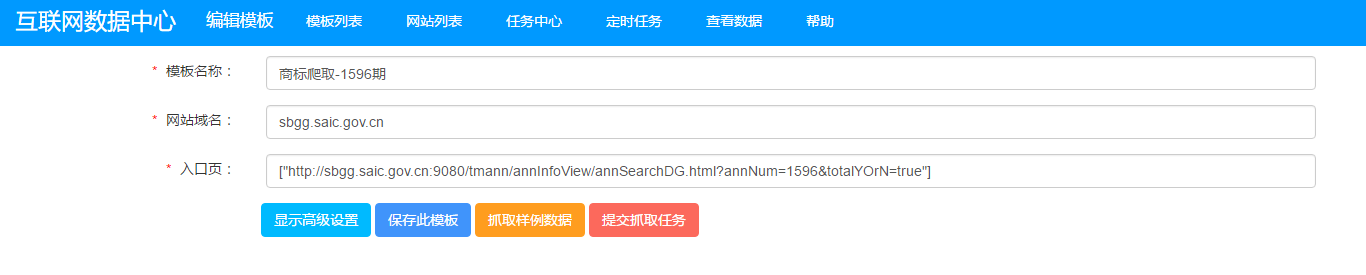 互联网数据中心 编辑模板 模板列表 网站列表 任务中心 定时任务 查看数据 帮助
* 模板名称： 商标爬取-1596期
* 网站域名： sbgg.saic.gov.cn
* 入口页： ["http://sbgg.saic.gov.cn:9080/tmann/annInfoView/annSearchDG.html?annNum=1596&totalYOrN=true"]
显示高级设置 保存此模板 抓取样例数据 提交抓取任务